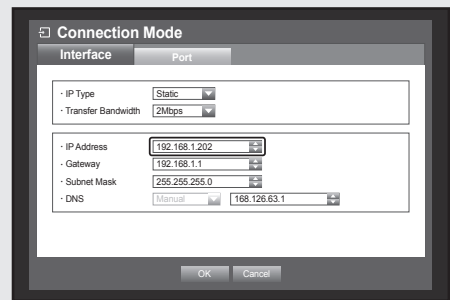 Connection Mode
Interface Port
· IP Type Static
· Transfer Bandwidth 2Mbps
· IP Address 192.168.1.202
· Gateway 192.168.1.1
· Subnet Mask 255.255.255.0
· DNS Manual 168.126.63.1
OK Cancel